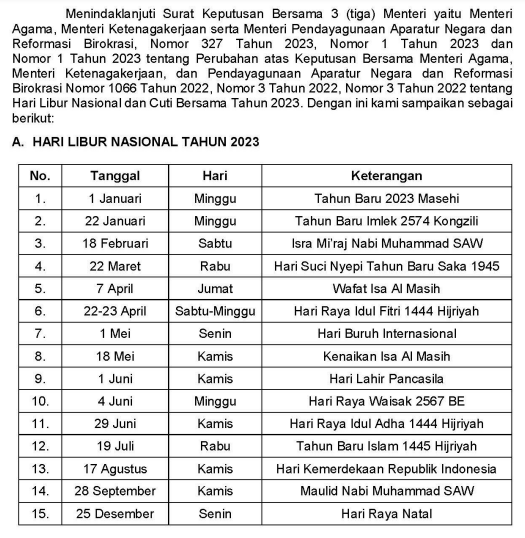 Menindaklanjuti Surat Keputusan Bersama 3 (tiga) Menteri yaitu Menteri
Agama, Menteri Ketenagakerjaan serta Menteri Pendayagunaan Aparatur Negara dan
Reformasi Birokrasi, Nomor 327 Tahun 2023, Nomor 1 Tahun 2023 dan
Nomor 1 Tahun 2023 tentang Perubahan atas Keputusan Bersama Menteri Agama,
Menteri Ketenagakerjaan, dan Pendayagunaan Aparatur Negara dan Reformasi
Birokrasi Nomor 1066 Tahun 2022, Nomor 3 Tahun 2022, Nomor 3 Tahun 2022 tentang
Hari Libur Nasional dan Cuti Bersama Tahun 2023. Dengan ini kami sampaikan sebagai
berikut:
A. HARI LIBUR NASIONAL TAHUN 2023
No. Tanggal Hari Keterangan
1. 1 Januari Minggu Tahun Baru 2023 Masehi
2. 22 Januari Minggu Tahun Baru Imlek 2574 Kongzili
3. 18 Februari Sabtu Isra Mi'raj Nabi Muhammad SAW
4. 22 Maret Rabu Hari Suci Nyepi Tahun Baru Saka 1945
5. 7 April Jumat Wafat Isa Al Masih
6. 22-23 April Sabtu-Minggu Hari Raya Idul Fitri 1444 Hijriyah
7. 1 Mei Senin Hari Buruh Internasional
8. 18 Mei Kamis Kenaikan Isa Al Masih
9. 1 Juni Kamis Hari Lahir Pancasila
10. 4 Juni Minggu Hari Raya Waisak 2567 BE
11. 29 Juni Kamis Hari Raya Idul Adha 1444 Hijriyah
12. 19 Juli Rabu Tahun Baru Islam 1445 Hijriyah
13. 17 Agustus Kamis Hari Kemerdekaan Republik Indonesia
14. 28 September Kamis Maulid Nabi Muhammad SAW
15. 25 Desember Senin Hari Raya Natal